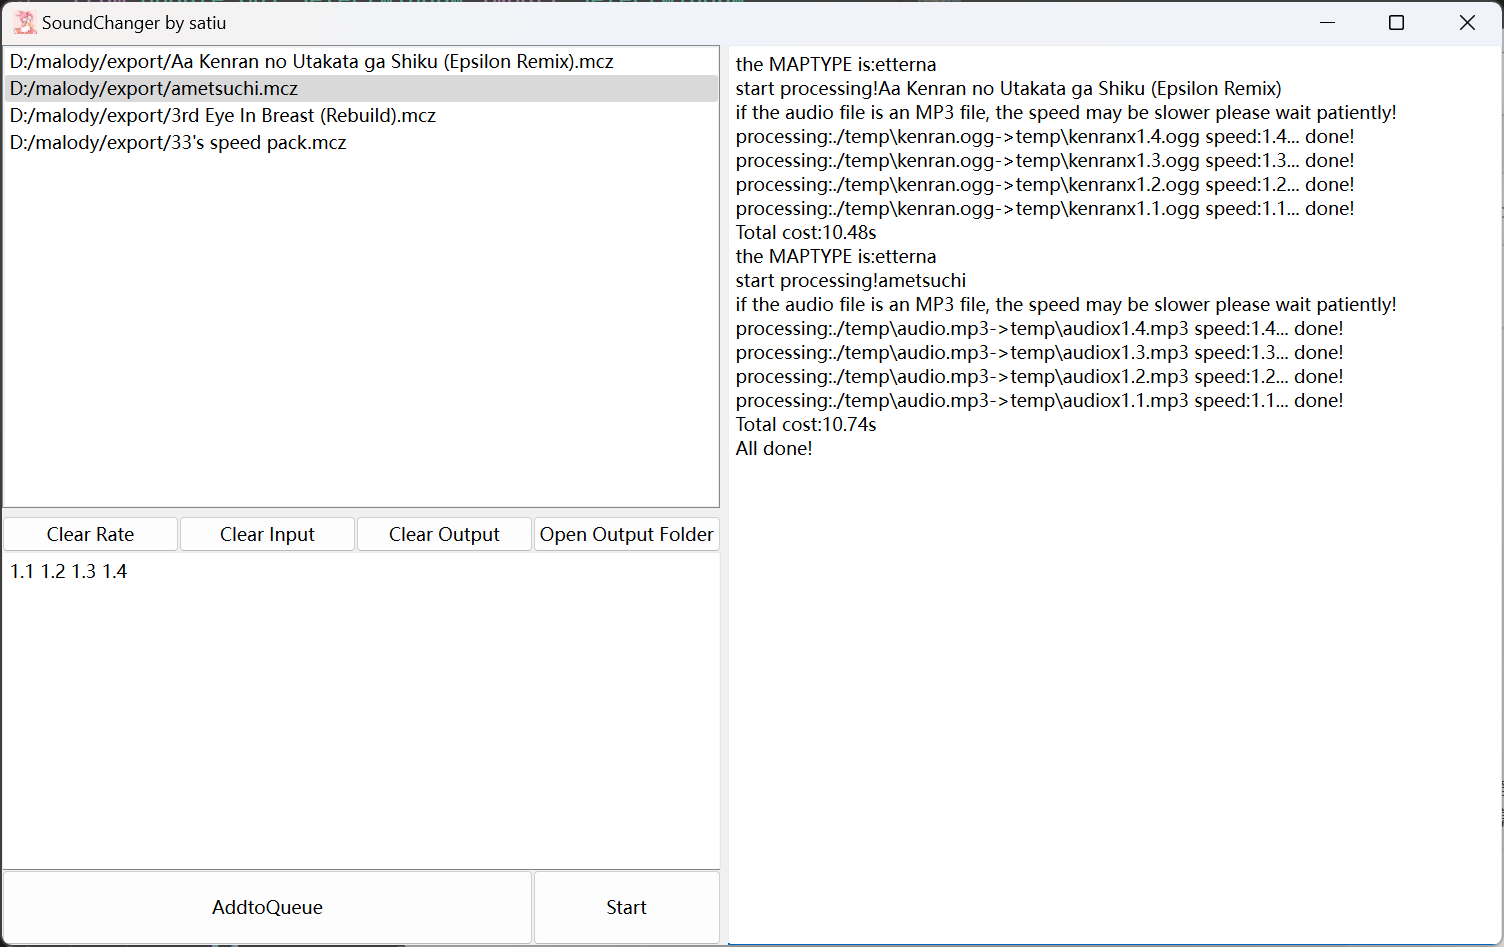 SoundChanger by satiu
D:/malody/export/Aa Kenran no Utakata ga Shiku (Epsilon Remix).mcz
D:/malody/export/ametsuchi.mcz
D:/malody/export/3rd Eye In Breast (Rebuild).mcz
D:/malody/export/33's speed pack.mcz
Clear Rate
Clear Input
Clear Output
Open Output Folder
1.1 1.2 1.3 1.4
AddtoQueue
Start
the MAPTYPE is:etterna
start processing!Aa Kenran no Utakata ga Shiku (Epsilon Remix)
if the audio file is an MP3 file, the speed may be slower please wait patiently!
processing:./temp\kenran.ogg->temp\kenranx1.4.ogg speed:1.4... done!
processing:./temp\kenran.ogg->temp\kenranx1.3.ogg speed:1.3... done!
processing:./temp\kenran.ogg->temp\kenranx1.2.ogg speed:1.2... done!
processing:./temp\kenran.ogg->temp\kenranx1.1.ogg speed:1.1... done!
Total cost:10.48s
the MAPTYPE is:etterna
start processing!ametsuchi
if the audio file is an MP3 file, the speed may be slower please wait patiently!
processing:./temp\audio.mp3->temp\audiox1.4.mp3 speed:1.4... done!
processing:./temp\audio.mp3->temp\audiox1.3.mp3 speed:1.3... done!
processing:./temp\audio.mp3->temp\audiox1.2.mp3 speed:1.2... done!
processing:./temp\audio.mp3->temp\audiox1.1.mp3 speed:1.1... done!
Total cost:10.74s
All done!